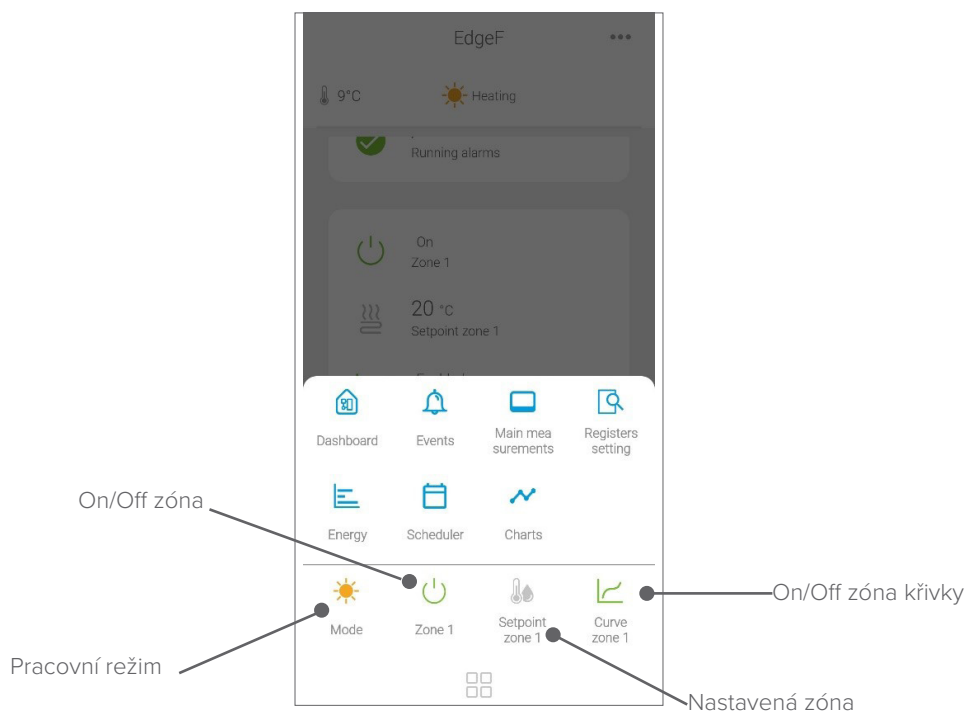 EdgeF
9°C
Heating
Running alarms
On
Zone 1
20 °C
Setpoint zone 1
Dashboard
Events
Main mea
surements
Registers
setting
On/Off zóna
Energy
Scheduler
Charts
On/Off zóna křivky
Mode
Zone 1
Setpoint
zone 1
Curve
zone 1
Pracovní režim
Nastavená zóna